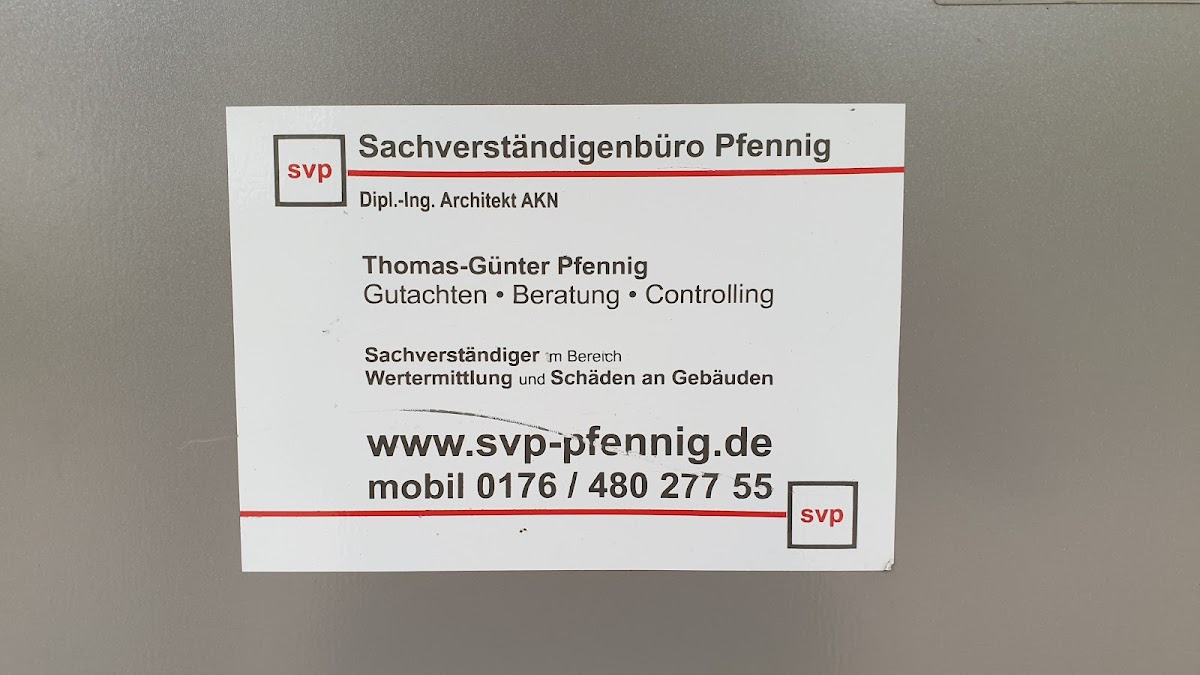 svp
Sachverständigenbüro Pfennig
Dipl.-Ing. Architekt AKN
Thomas-Günter Pfennig
Gutachten • Beratung • Controlling
Sachverständiger im Bereich
Wertermittlung und Schäden an Gebäuden
www.svp-pfennig.de
mobil 0176 / 480 277 55
svp